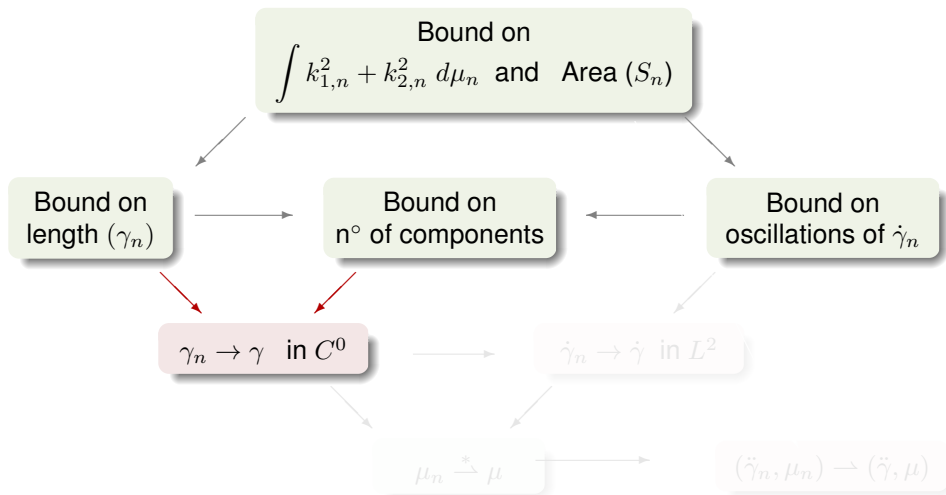 Bound on
∫ k²₁,ₙ + k²₂,ₙ dμₙ and Area (Sₙ)
Bound on
length (γₙ)
Bound on
n° of components
Bound on
oscillations of γ̇ₙ
γₙ → γ in C⁰
γ̇ₙ → γ̇ in L²
μₙ ⇀* μ
(γ̈ₙ, μₙ) ⇀ (γ̈, μ)